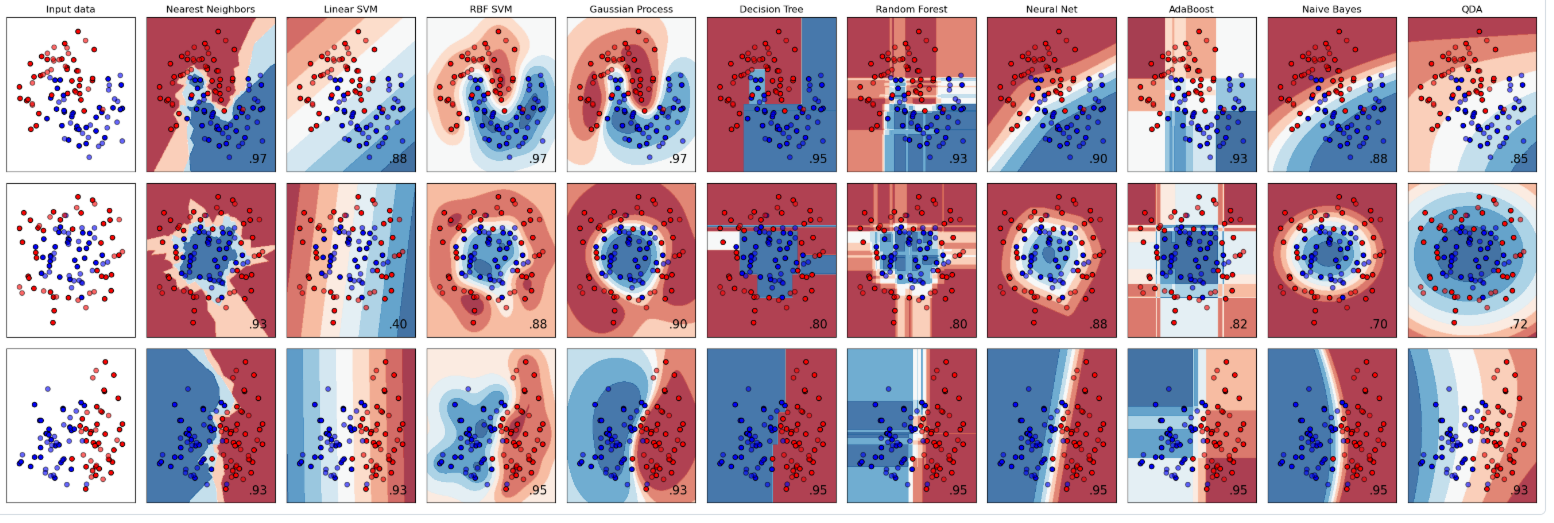 Input data Nearest Neighbors Linear SVM RBF SVM Gaussian Process Decision Tree Random Forest Neural Net AdaBoost Naive Bayes QDA
.97 .88 .97 .97 .95 .93 .90 .93 .88 .85
.93 .40 .88 .90 .80 .80 .88 .82 .70 .72
.93 .93 .95 .93 .95 .95 .95 .95 .95 .93